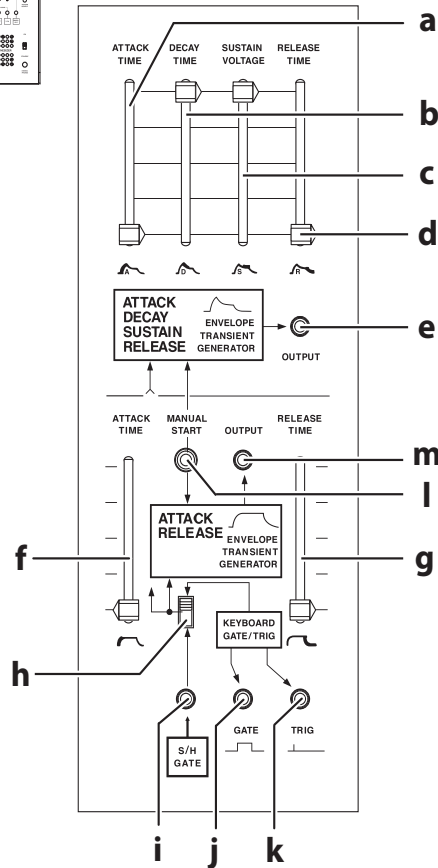 a
ATTACK TIME
DECAY TIME
SUSTAIN VOLTAGE
RELEASE TIME
b
c
d
A
D
S
R
ATTACK
DECAY
SUSTAIN
RELEASE
ENVELOPE
TRANSIENT
GENERATOR
OUTPUT
e
ATTACK TIME
MANUAL START
OUTPUT
RELEASE TIME
m
l
ATTACK
RELEASE
ENVELOPE
TRANSIENT
GENERATOR
f
g
h
KEYBOARD
GATE/TRIG
GATE
TRIG
S/H
GATE
i
j
k